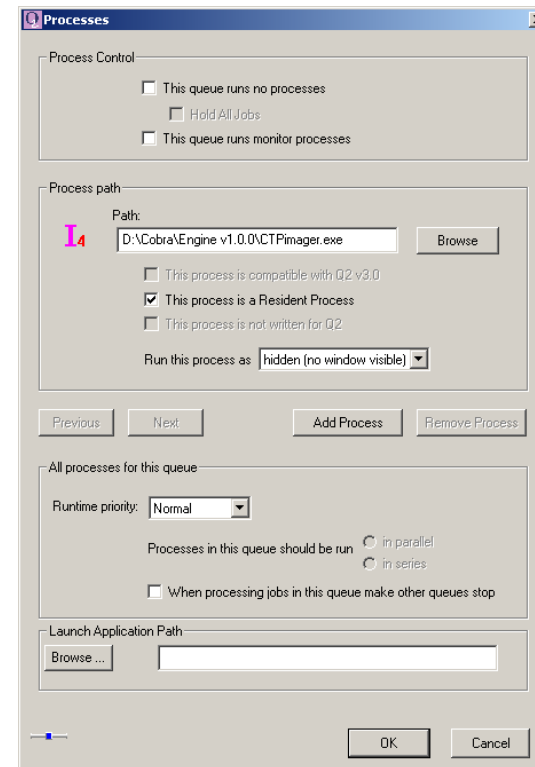 Processes
Process Control
This queue runs no processes
Hold All Jobs
This queue runs monitor processes
Process path
I4
Path:
D:\Cobra\Engine v1.0.0\CTPimager.exe
Browse
This process is compatible with Q2 v3.0
This process is a Resident Process
This process is not written for Q2
Run this process as hidden (no window visible)
Previous Next Add Process Remove Process
All processes for this queue
Runtime priority: Normal
Processes in this queue should be run in parallel
in series
When processing jobs in this queue make other queues stop
Launch Application Path
Browse ...
OK Cancel